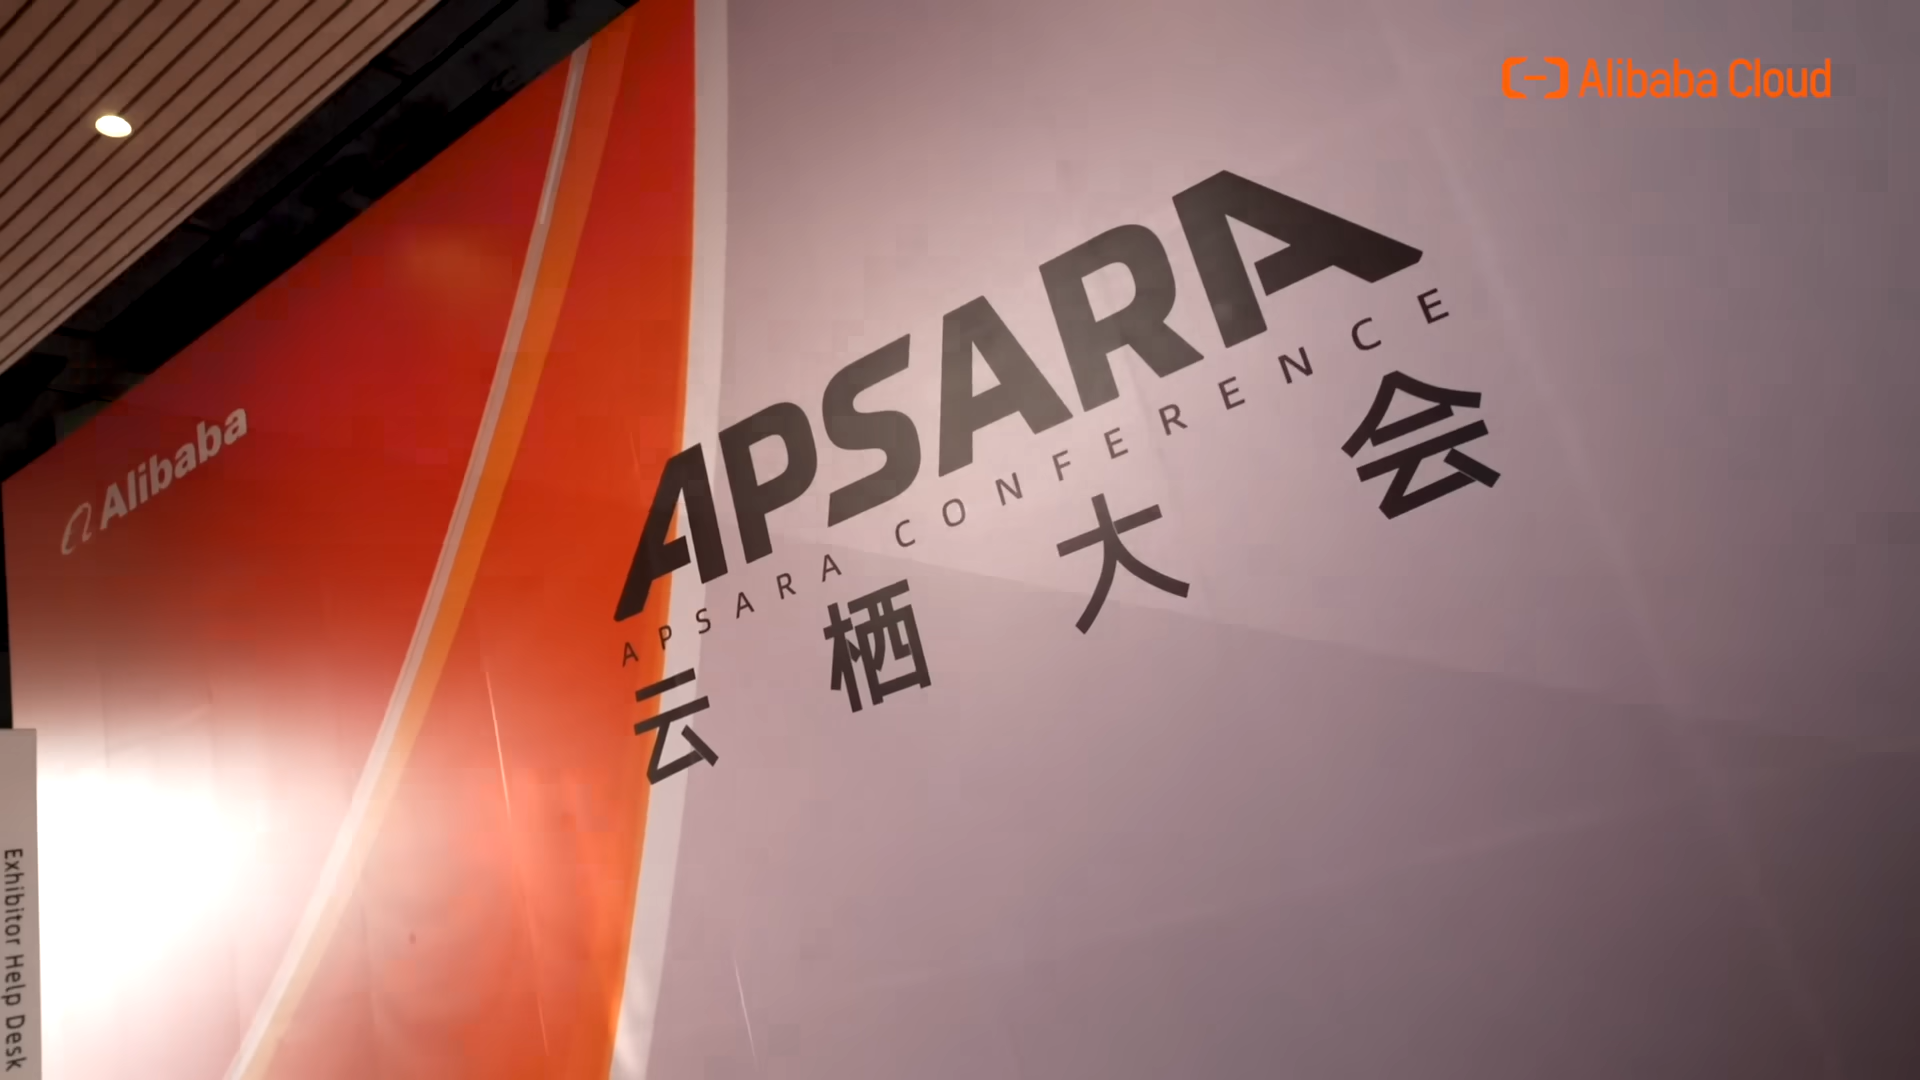 Alibaba Cloud
Alibaba
APSARA
APSARA CONFERENCE
云栖大会
Exhibitor Help Desk